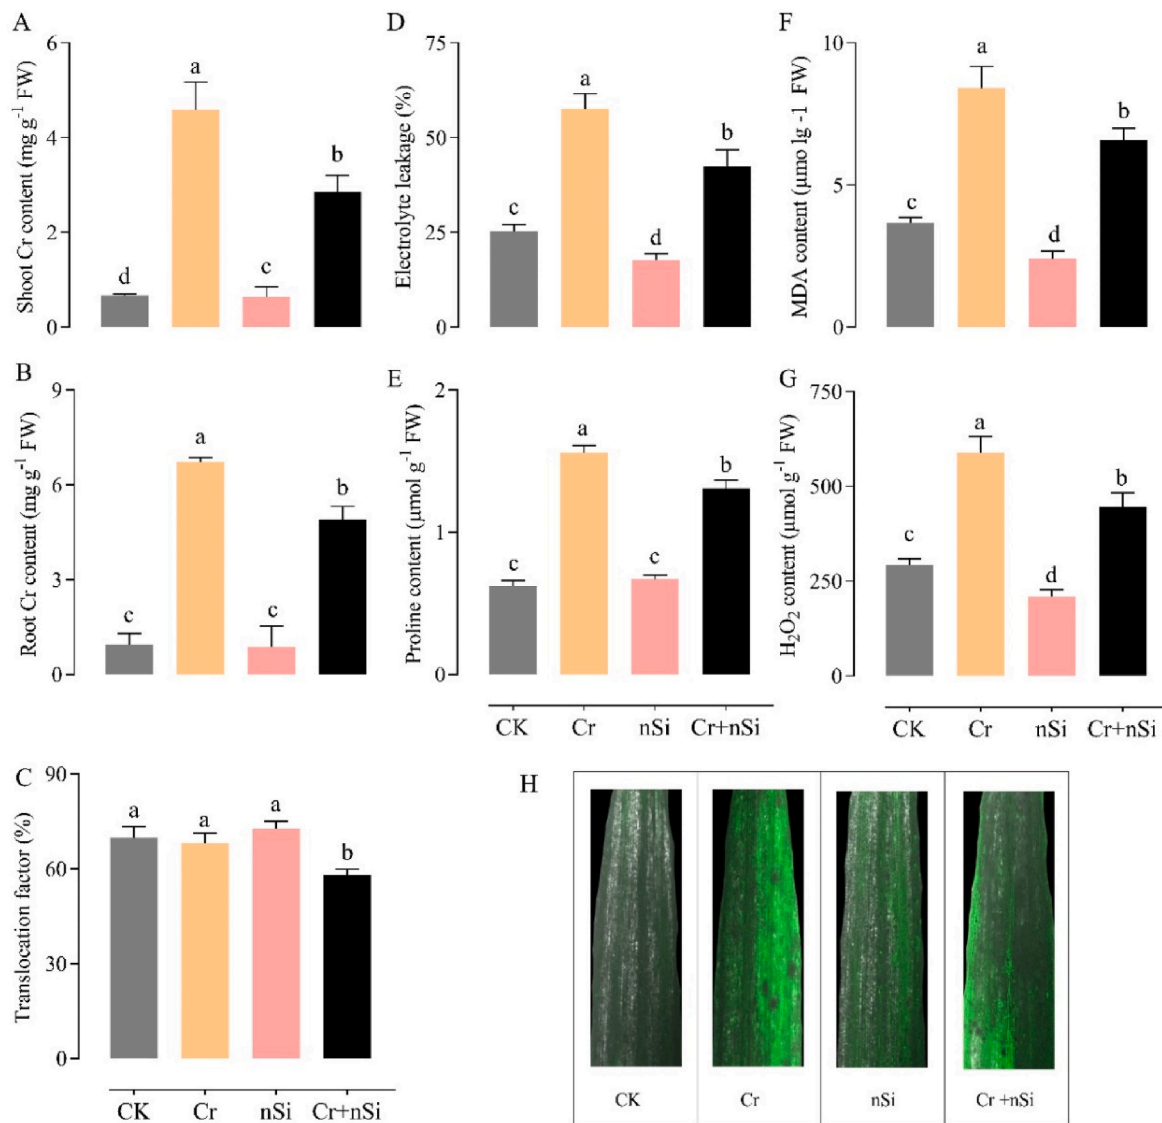 A
Shoot Cr content (mg g⁻¹ FW)
6
4
2
0
d
a
c
b
B
Root Cr content (mg g⁻¹ FW)
9
6
3
0
c
a
c
b
C
Translocation factor (%)
90
60
30
0
a
a
a
b
CK Cr nSi Cr+nSi
D
Electrolyte leakage (%)
75
50
25
0
c
a
d
b
E
Proline content (µmol g⁻¹ FW)
2
1
0
c
a
c
b
CK Cr nSi Cr+nSi
F
MDA content (µmo lg -1 FW)
10
5
0
c
a
d
b
G
H₂O₂ content (µmol g⁻¹ FW)
750
500
250
0
c
a
d
b
CK Cr nSi Cr+nSi
H
CK Cr nSi Cr +nSi